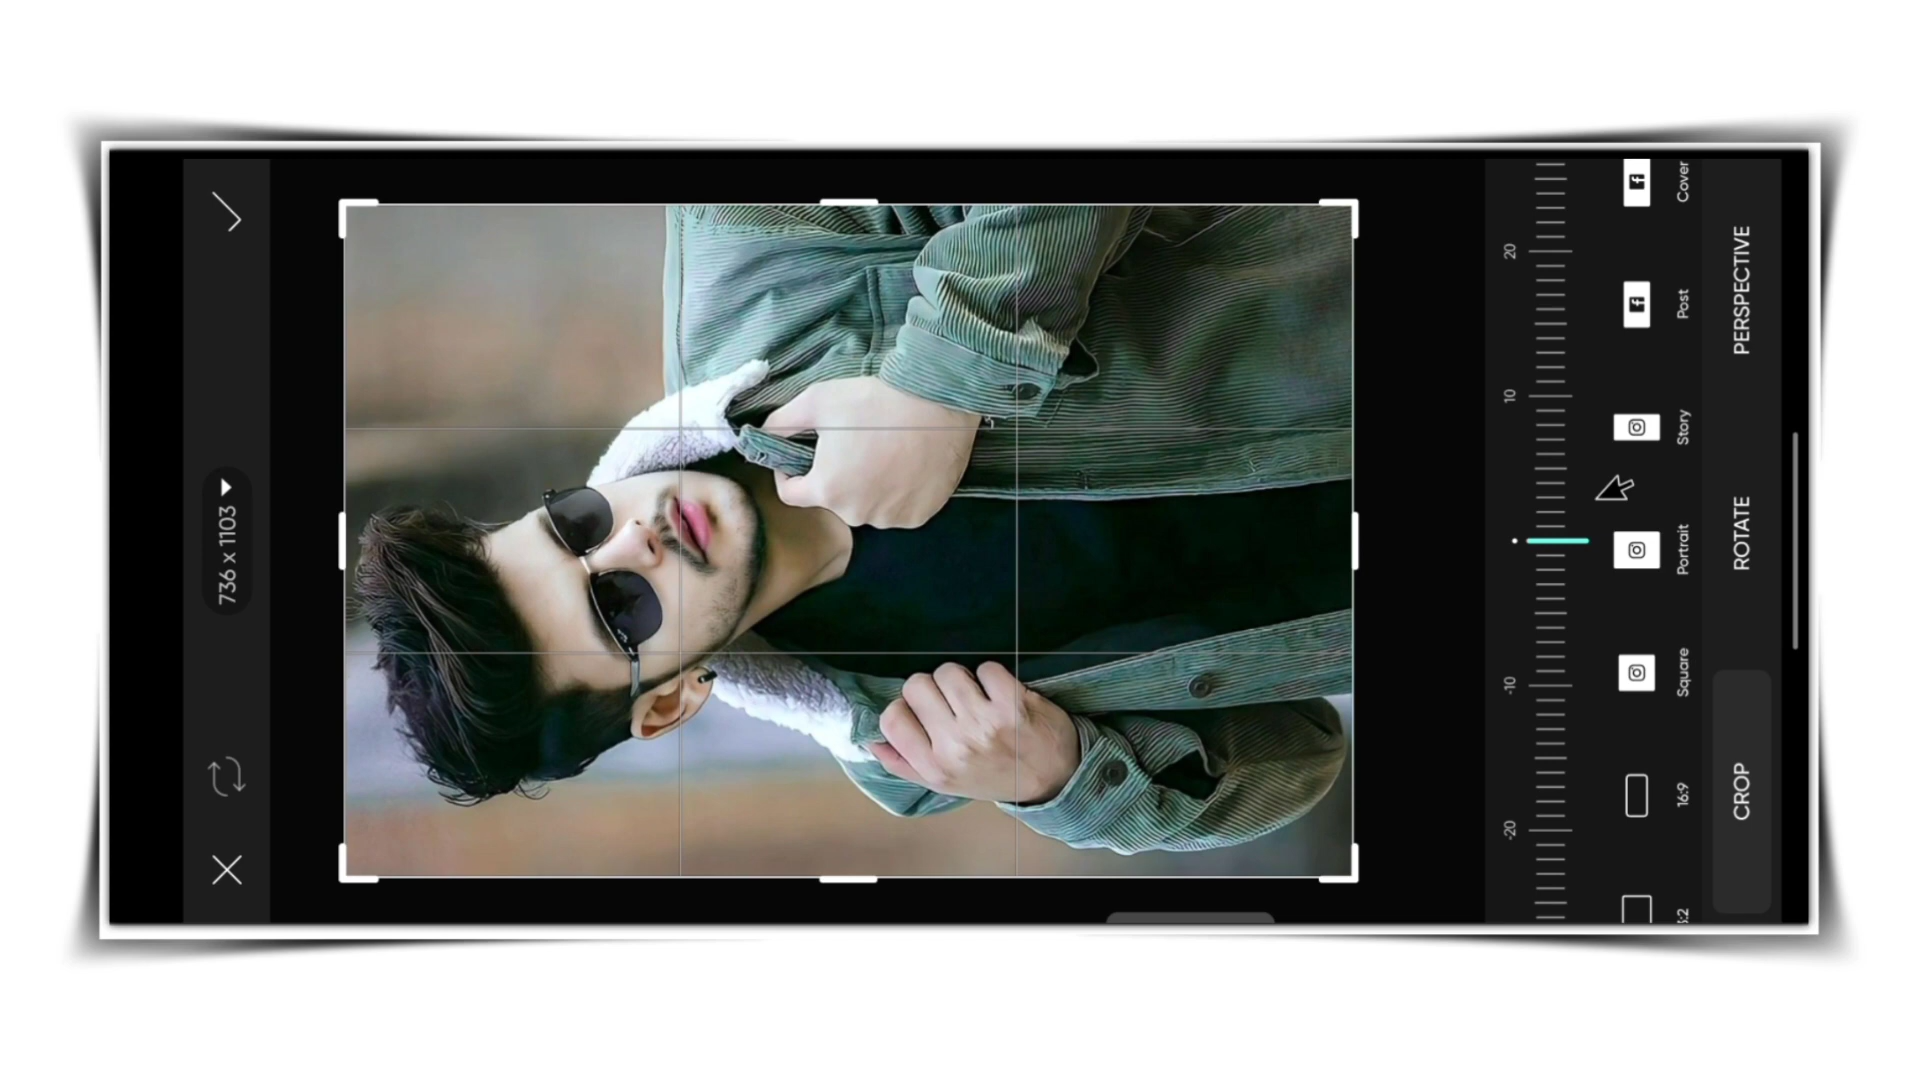 736 x 1103
20
10
-10
-20
Cover
Post
Story
Portrait
Square
16:9
PERSPECTIVE
ROTATE
CROP